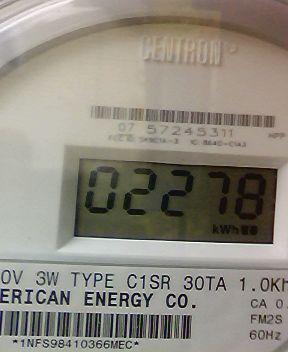 CENTRON®
07 57245311
HPP
02278
kWh
0V 3W TYPE C1SR 30TA 1.0Kh
ERICAN ENERGY CO.
CA 0.
FM2S
60Hz
*1NFS98410366MEC*